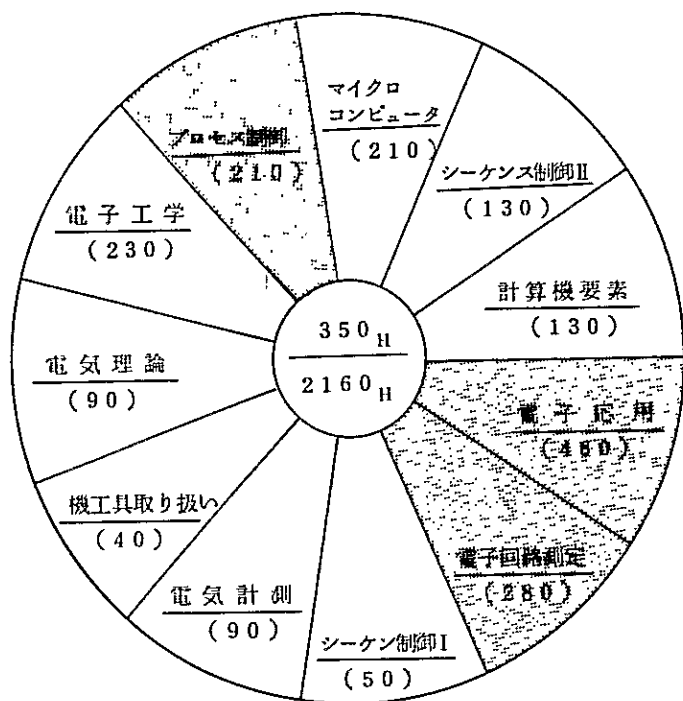 マイクロ
コンピュータ
(210)
シーケンス制御Ⅱ
(130)
計算機要素
(130)
電子応用
(480)
電子回路測定
(280)
シーケン制御Ⅰ
(50)
電気計測
(90)
機工具取り扱い
(40)
電気理論
(90)
電子工学
(230)
プロセス制御
(210)
350H
2160H